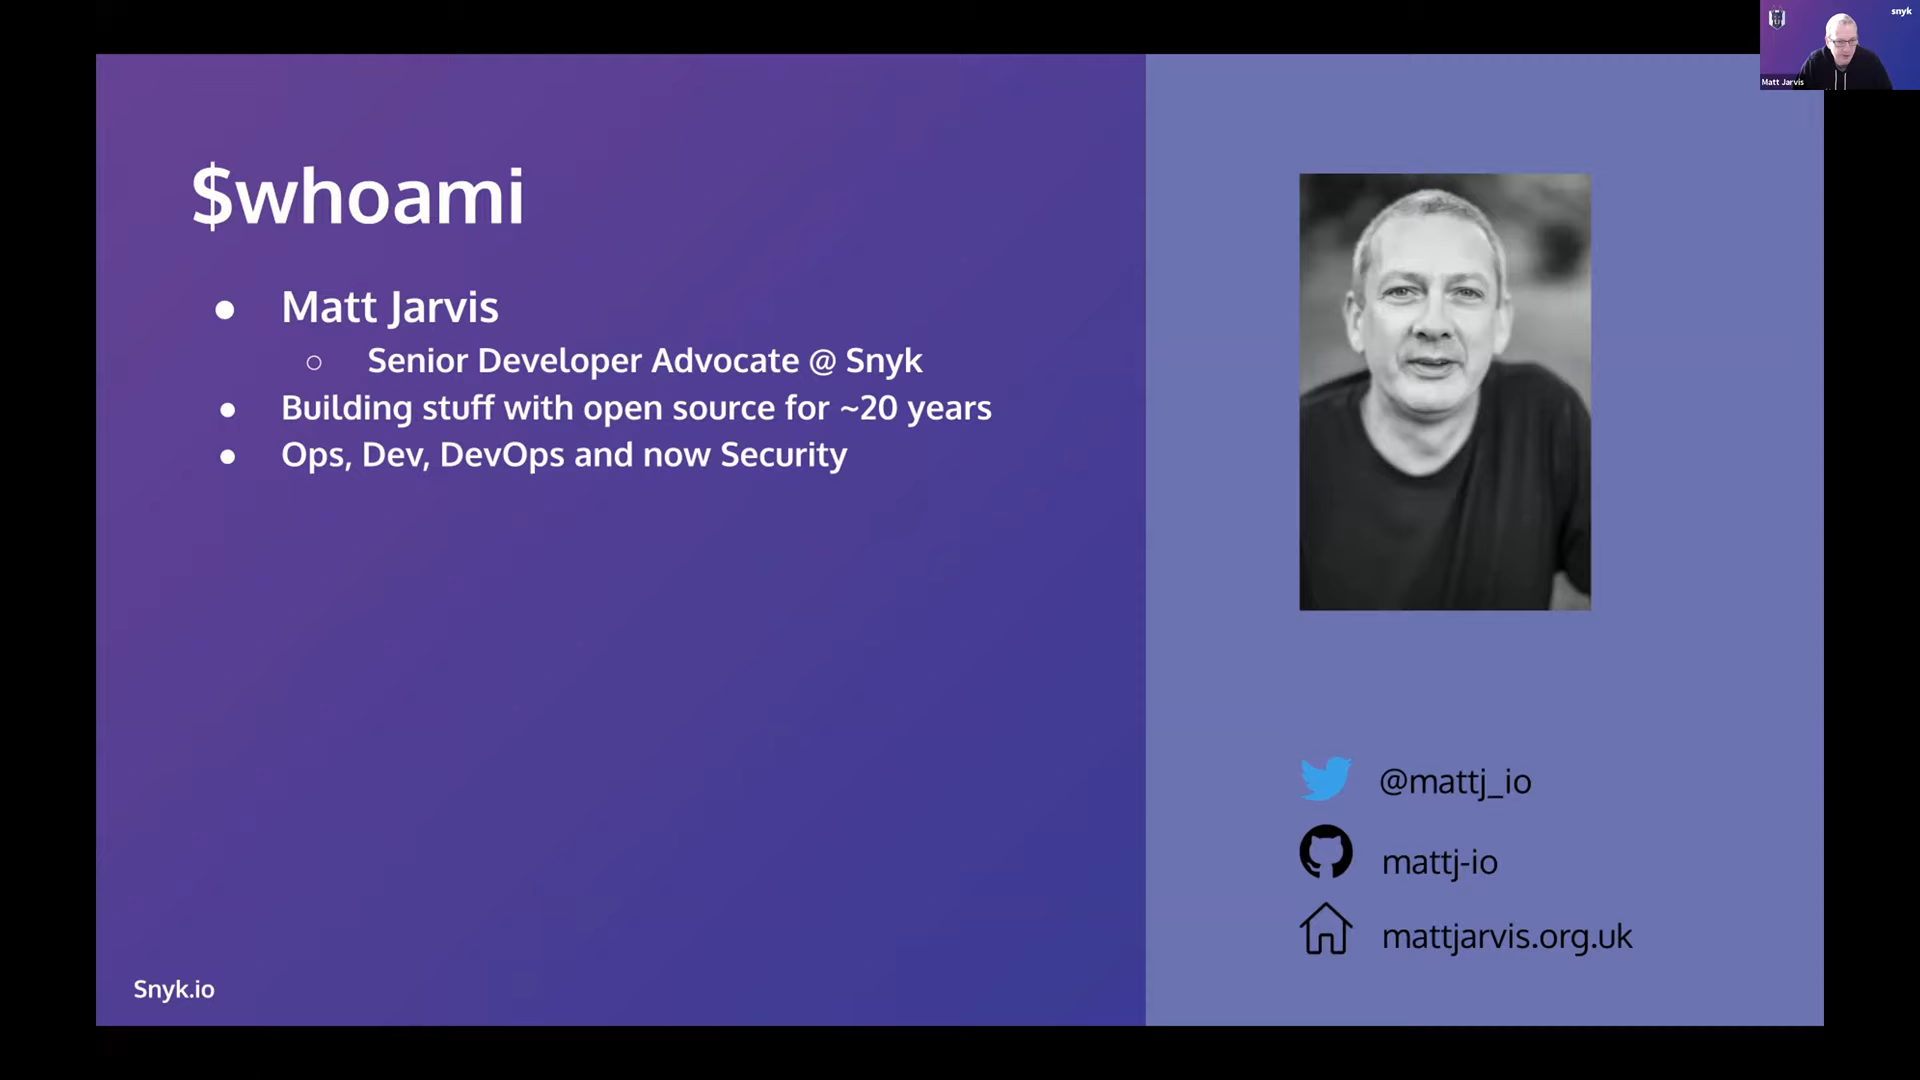 $whoami
Matt Jarvis
Senior Developer Advocate @ Snyk
Building stuff with open source for ~20 years
Ops, Dev, DevOps and now Security
Snyk.io
@mattj_io
mattj-io
mattjarvis.org.uk
snyk
Matt Jarvis